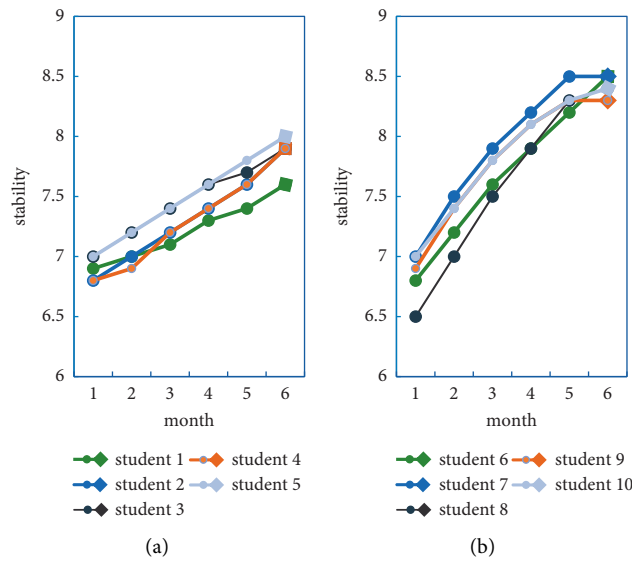 9
8.5
8
7.5
7
6.5
6
stability
1 2 3 4 5 6
month
student 1
student 2
student 3
student 4
student 5
(a)
9
8.5
8
7.5
7
6.5
6
stability
1 2 3 4 5 6
month
student 6
student 7
student 8
student 9
student 10
(b)